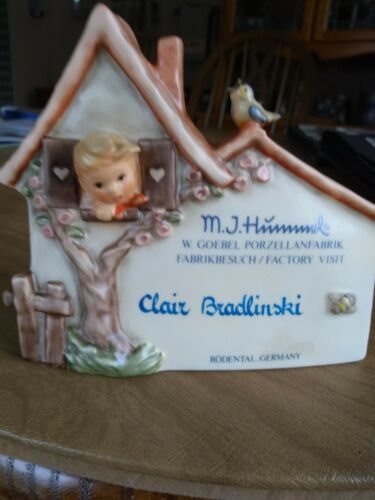 M.J. Hummel
W. GOEBEL PORZELLANFABRIK
FABRIKBESUCH/FACTORY VISIT
Clair Bradlinski
RÖDENTAL, GERMANY